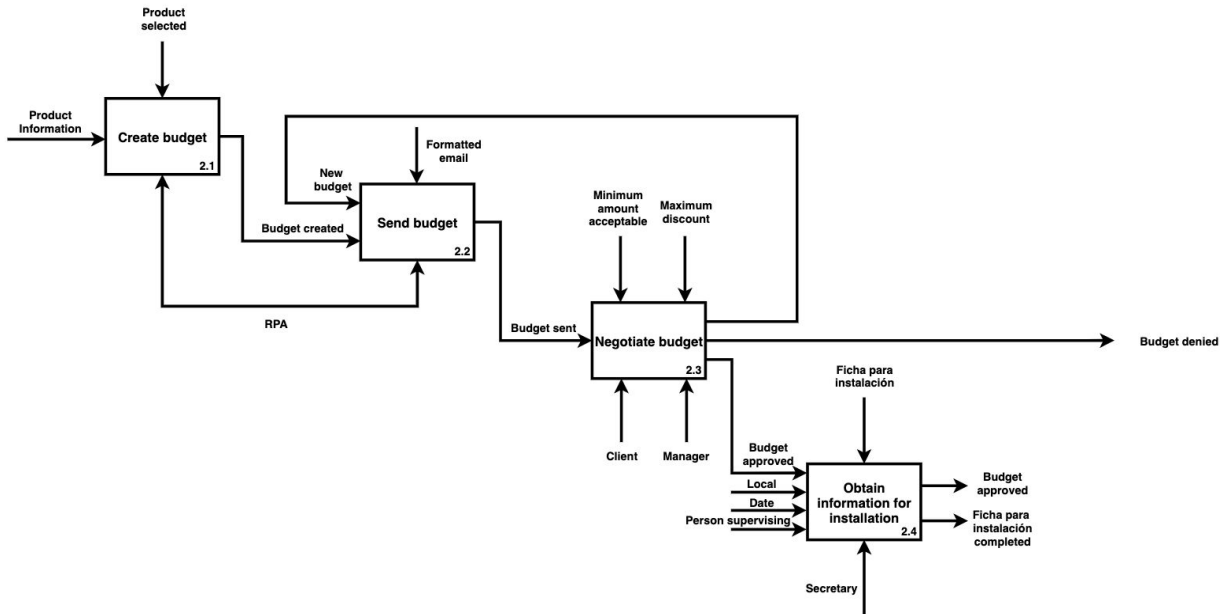 Product
selected
Product
Information
Create budget
2.1
Formatted
email
New
budget
Send budget
2.2
Budget created
RPA
Minimum
amount
acceptable
Maximum
discount
Budget sent
Negotiate budget
2.3
Budget denied
Client
Manager
Ficha para
instalación
Budget
approved
Local
Date
Person supervising
Obtain
information for
installation
2.4
Budget
approved
Ficha para
instalación
completed
Secretary